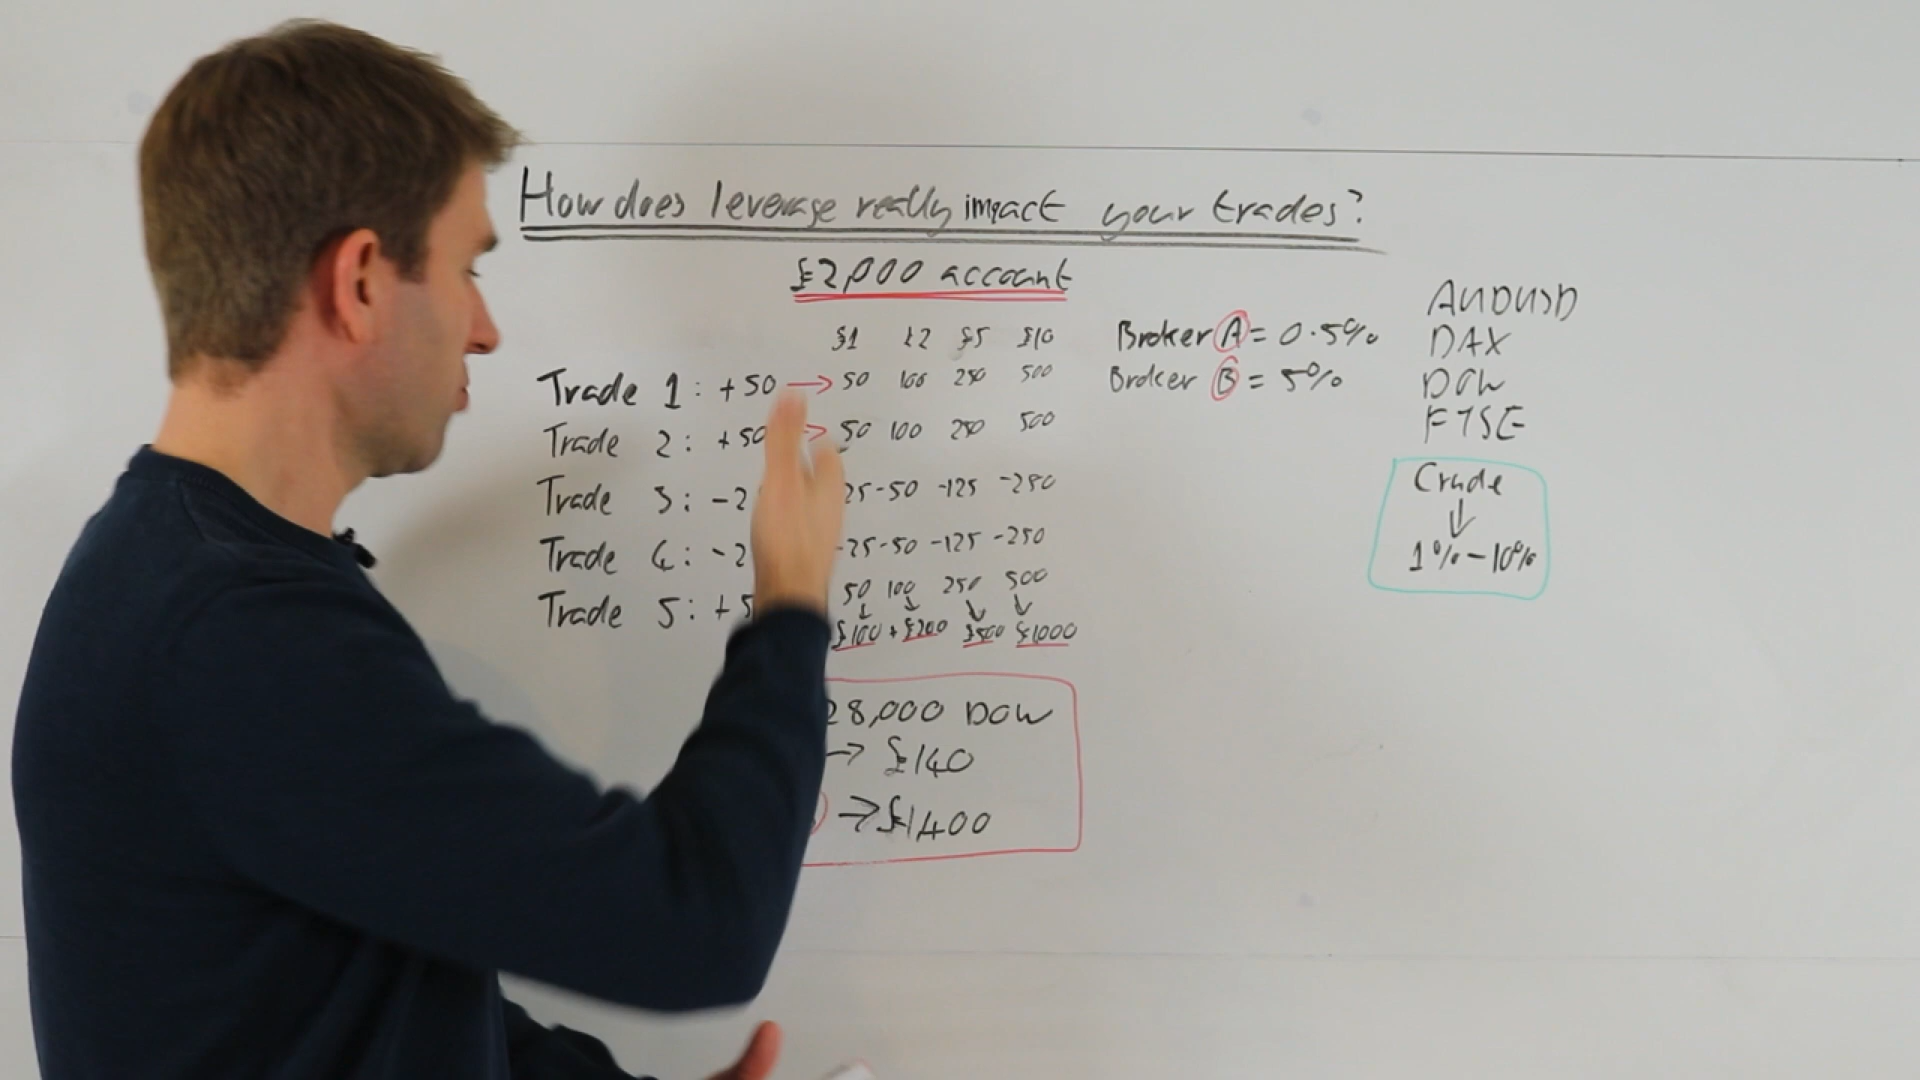 How does leverage really impact your trades?
£2,000 account
£1 £2 £5 £10
Trade 1: +50 → 50 100 250 500
Trade 2: +50 → 50 100 250 500
Trade 3: -2 25 -50 -125 -250
Trade 4: -2 -25 -50 -125 -250
Trade 5: +5 50 100 250 500
£100 + £200 £500 £1000
28,000 DOW
→ £140
→ £1400
Broker A = 0.5%
Broker B = 5%
AUDUSD
DAX
DOW
FTSE
Crude
↓
1% - 10%